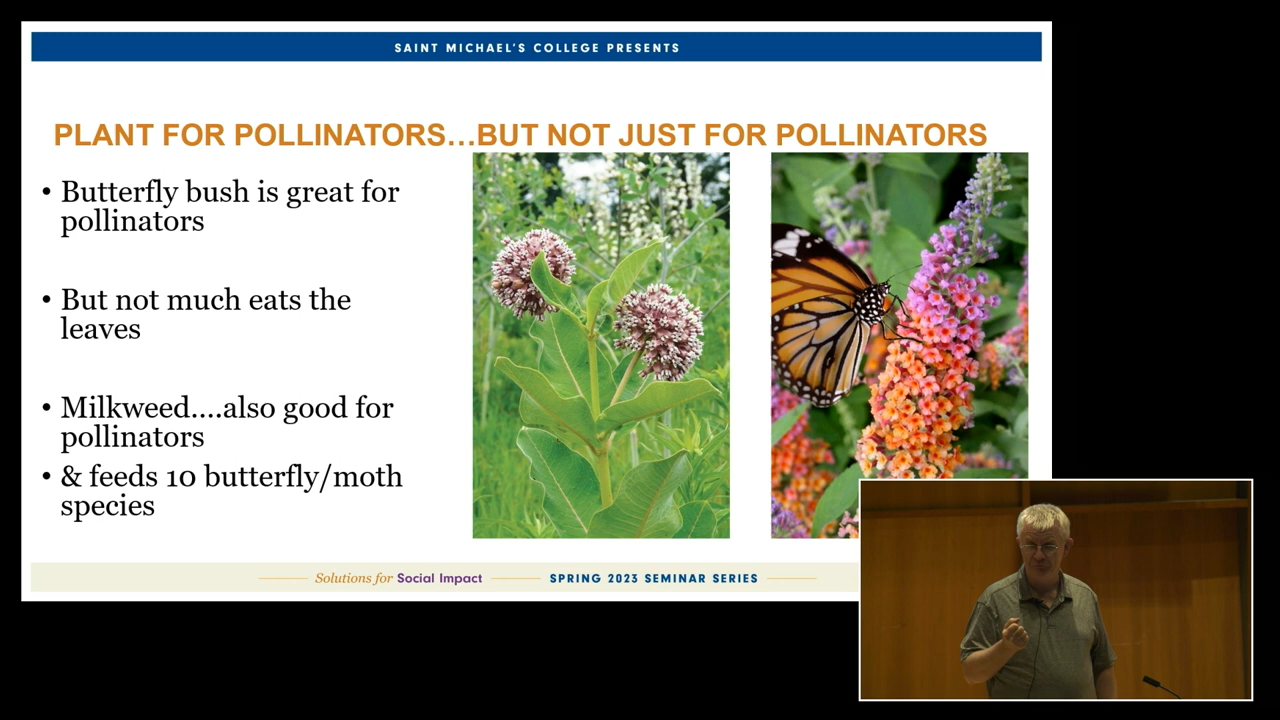 SAINT MICHAEL'S COLLEGE PRESENTS
PLANT FOR POLLINATORS...BUT NOT JUST FOR POLLINATORS
• Butterfly bush is great for
pollinators
• But not much eats the
leaves
• Milkweed....also good for
pollinators
• & feeds 10 butterfly/moth
species
Solutions for Social Impact
SPRING 2023 SEMINAR SERIES